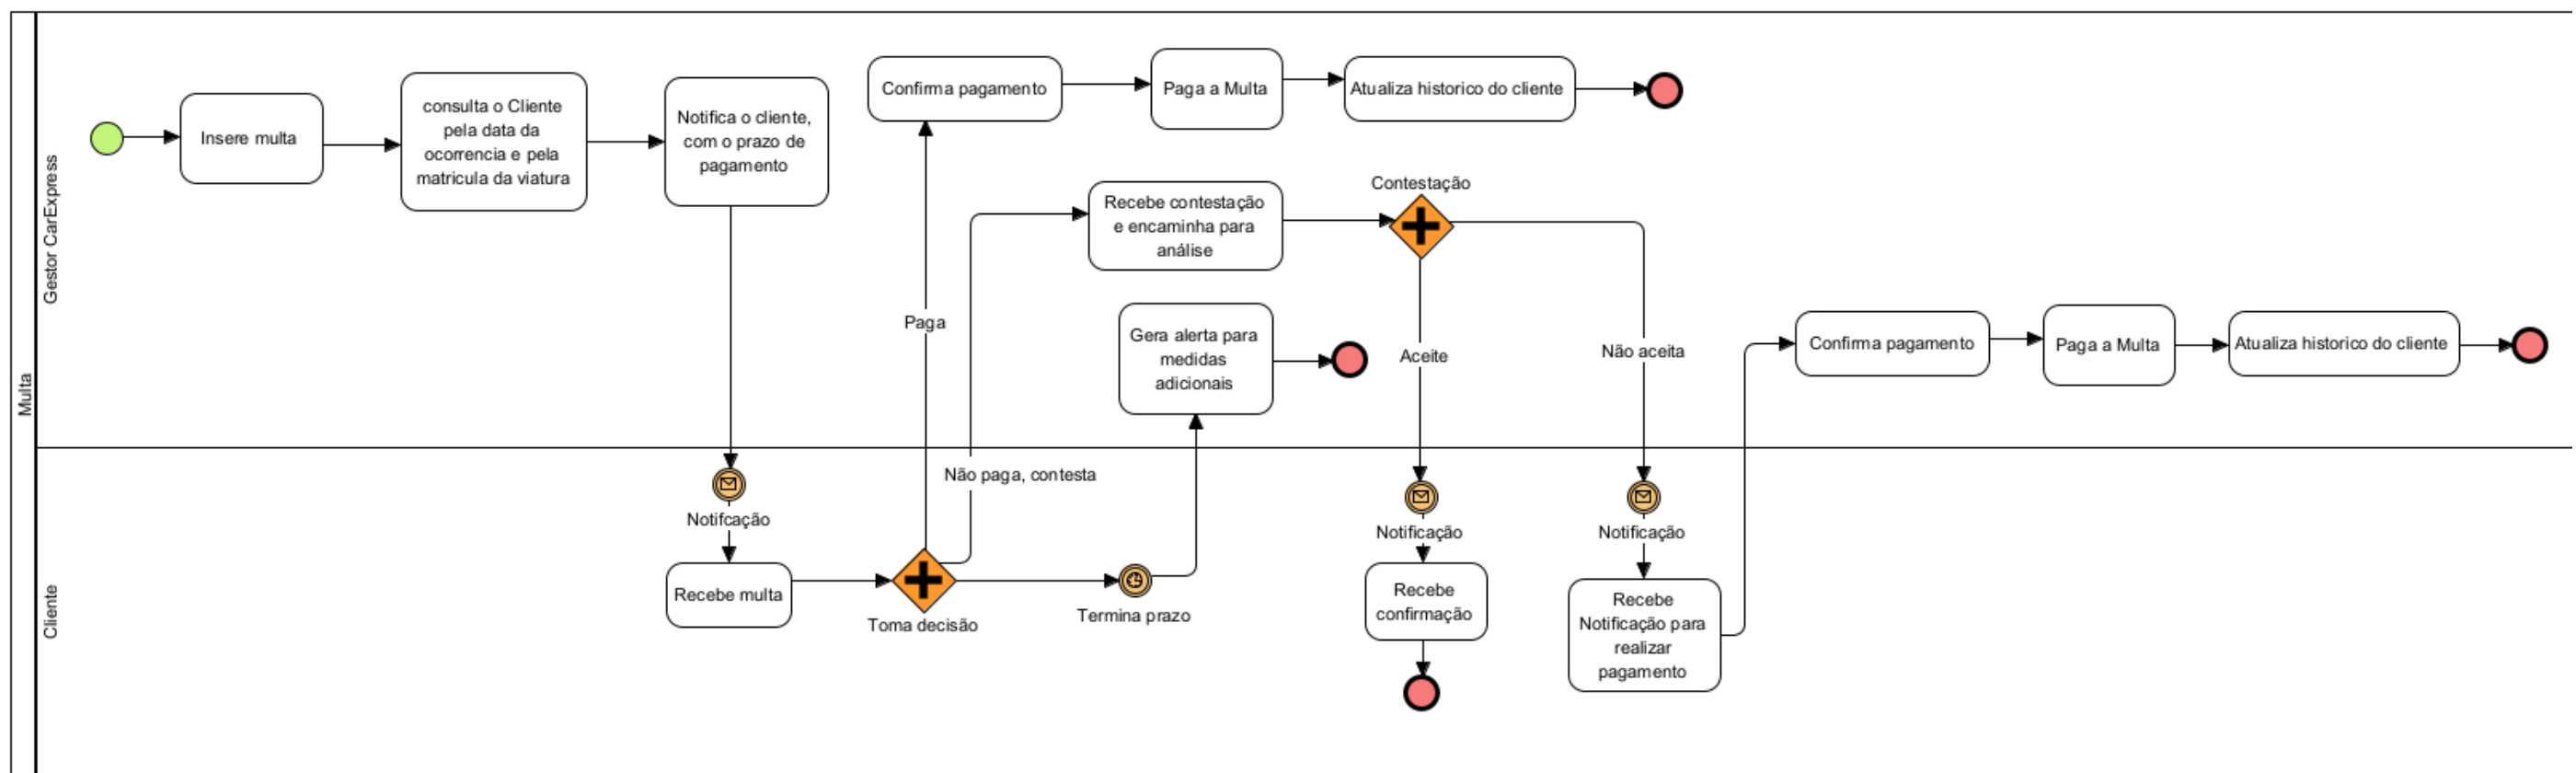 Multa
Gestor CarExpress
Insere multa
consulta o Cliente
pela data da
ocorrencia e pela
matricula da viatura
Notifica o cliente,
com o prazo de
pagamento
Confirma pagamento
Paga a Multa
Atualiza historico do cliente
Recebe contestação
e encaminha para
análise
Contestação
Paga
Gera alerta para
medidas
adicionais
Aceite
Não aceita
Confirma pagamento
Paga a Multa
Atualiza historico do cliente
Cliente
Notifcação
Recebe multa
Não paga, contesta
Toma decisão
Termina prazo
Notificação
Recebe
confirmação
Notificação
Recebe
Notificação para
realizar
pagamento